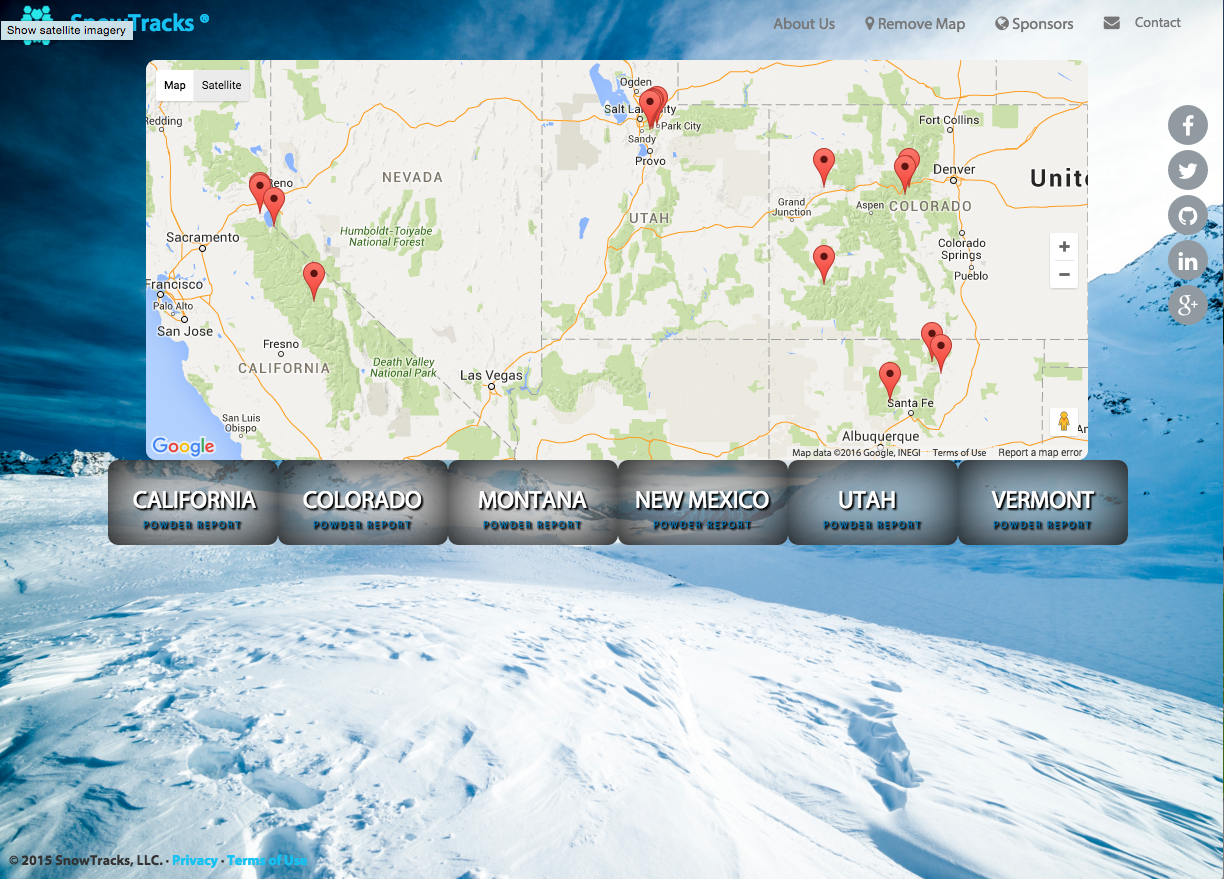 SnowTracks ®
Show satellite imagery
About Us
Remove Map
Sponsors
Contact
Map
Satellite
Ogden
Salt Lake City
Park City
Sandy
Provo
Redding
Reno
NEVADA
UTAH
Humboldt-Toiyabe
National Forest
Sacramento
Francisco
Palo Alto
San Jose
Fresno
CALIFORNIA
Death Valley
National Park
Las Vegas
San Luis
Obispo
Fort Collins
Denver
Unite
Grand
Junction
Aspen
COLORADO
Colorado
Springs
Pueblo
Santa Fe
Albuquerque
Am
Google
Map data ©2016 Google, INEGI
Terms of Use
Report a map error
CALIFORNIA
POWDER REPORT
COLORADO
POWDER REPORT
MONTANA
POWDER REPORT
NEW MEXICO
POWDER REPORT
UTAH
POWDER REPORT
VERMONT
POWDER REPORT
© 2015 SnowTracks, LLC. · Privacy · Terms of Use